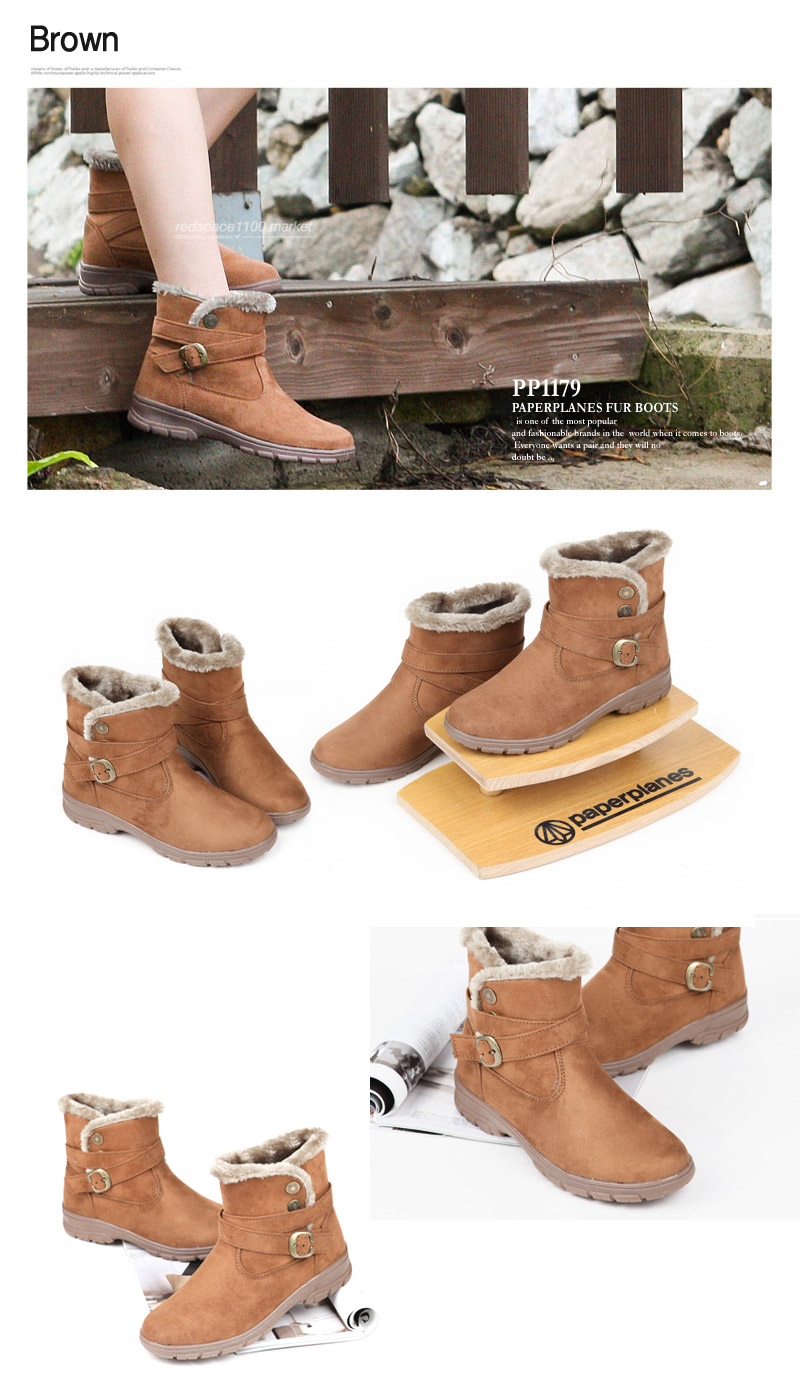 Brown
redspace1100 market
PP1179
PAPERPLANES FUR BOOTS
is one of the most popular
and fashionable brands in the world when it comes to boots.
Everyone wants a pair and they will no
doubt be ...
paperplanes